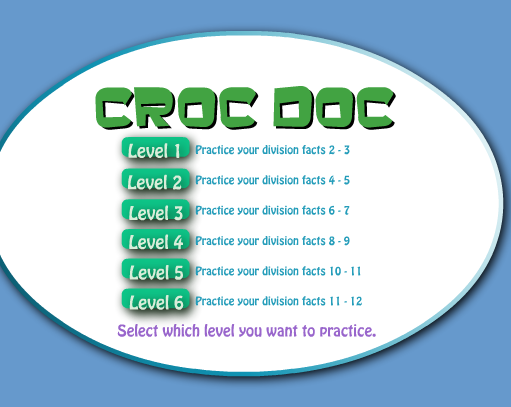 CROC DOC
Level 1 Practice your division facts 2 - 3
Level 2 Practice your division facts 4 - 5
Level 3 Practice your division facts 6 - 7
Level 4 Practice your division facts 8 - 9
Level 5 Practice your division facts 10 - 11
Level 6 Practice your division facts 11 - 12
Select which level you want to practice.